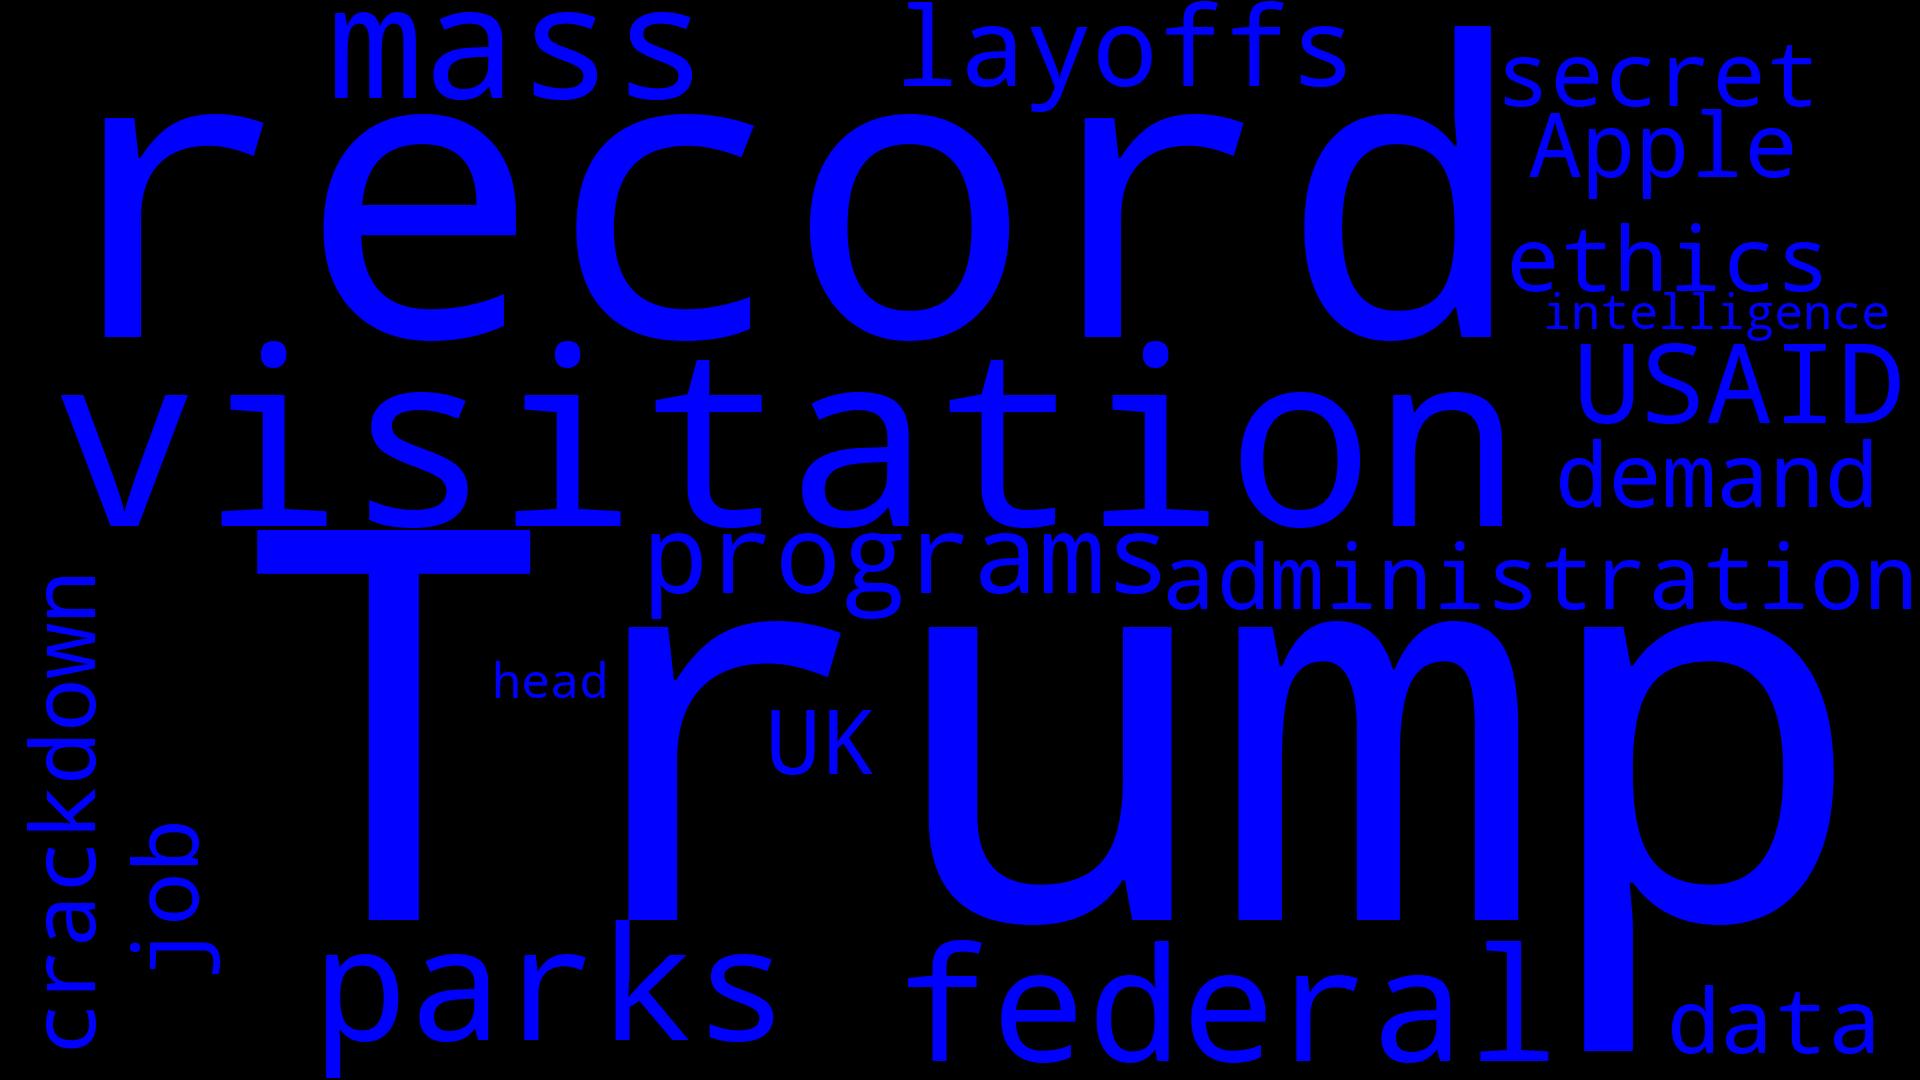 mass
layoffs
secret
record
Apple
ethics
intelligence
visitation
USAID
demand
programs
administration
Trump
head
UK
crackdown
job
parks
federal
data